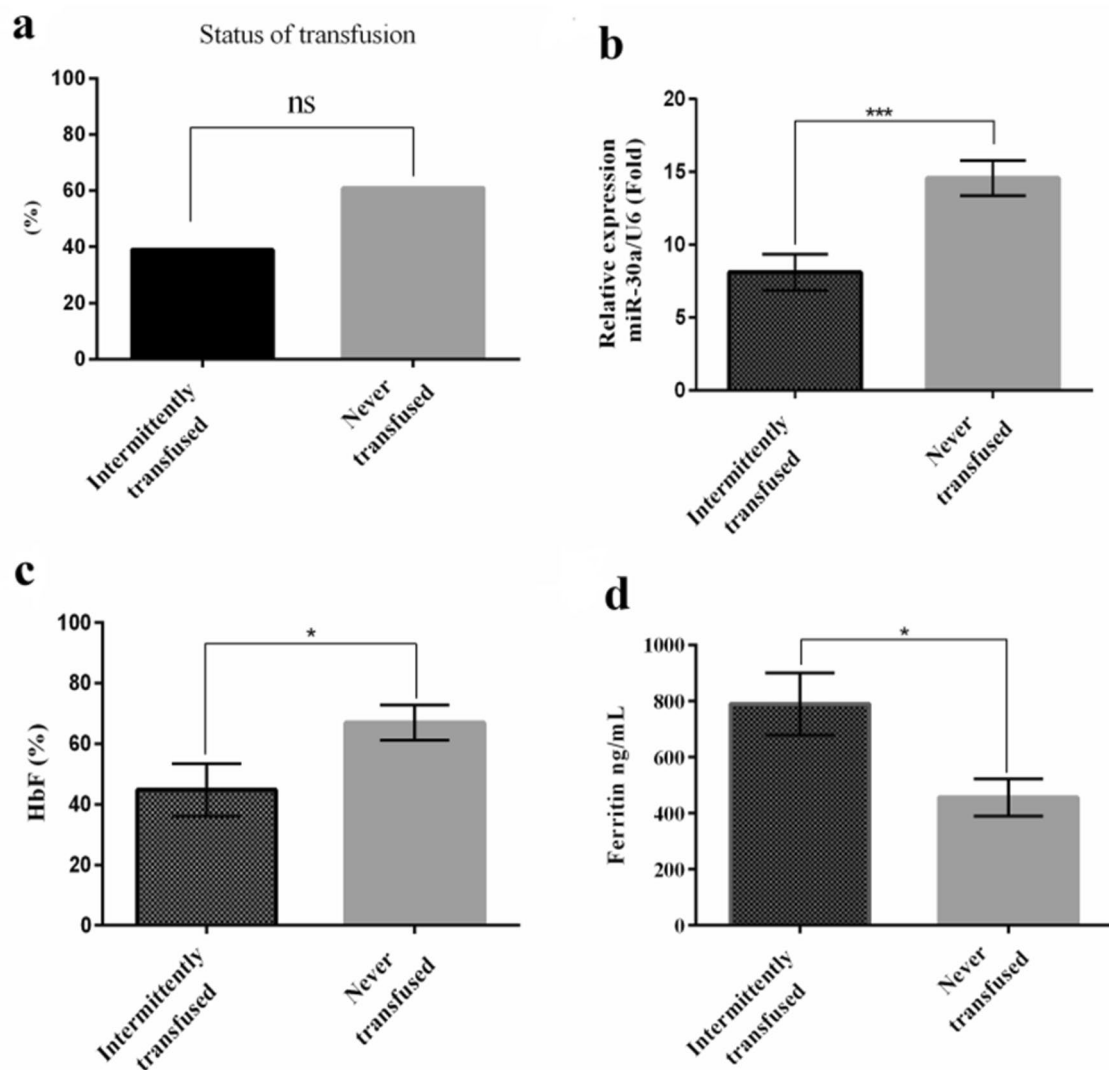 a
Status of transfusion
100
80
60
40
20
0
(%)
ns
Intermittently
transfused
Never
transfused
b
20
15
10
5
0
Relative expression
miR-30a/U6 (Fold)
***
Intermittently
transfused
Never
transfused
c
100
80
60
40
20
0
HbF (%)
*
Intermittently
transfused
Never
transfused
d
1000
800
600
400
200
0
Ferritin ng/mL
*
Intermittently
transfused
Never
transfused